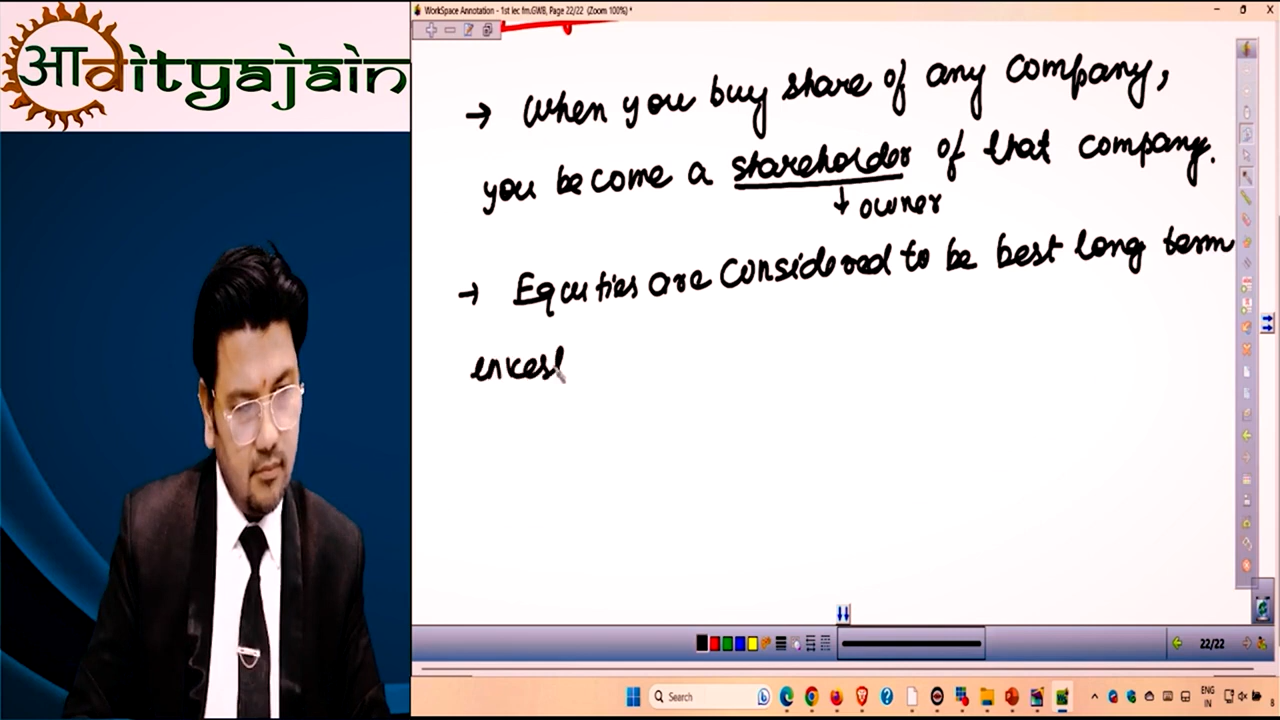 आdityajain
WorkSpace Annotation - 1st lec fm.GWB, Page 22/22 (Zoom 100%) *
→ When you buy share of any company,
you become a shareholder of that company.
↓ owner
→ Equities are considered to be best long term
invest
22/22
Search
ENG
IN